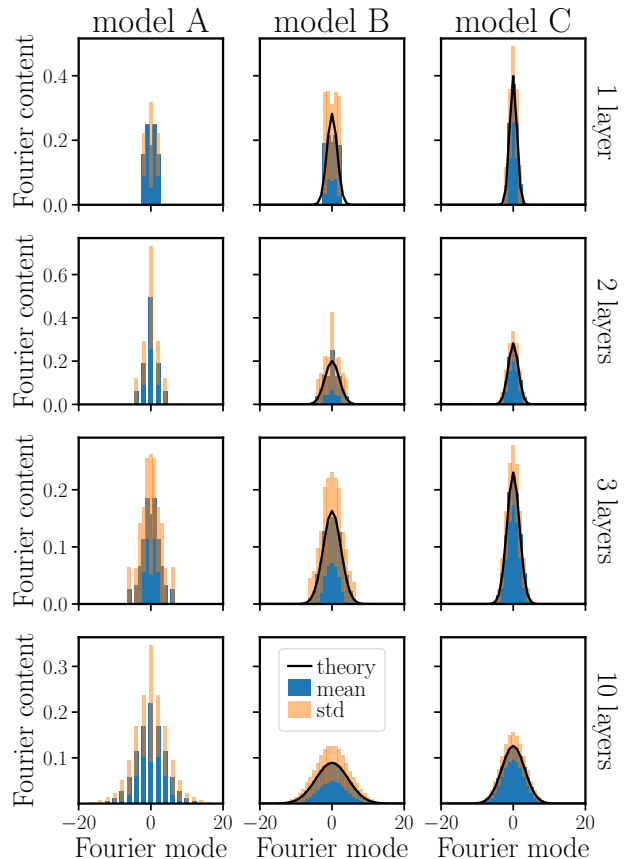 model A
model B
model C
Fourier content
0.4
0.2
0.0
1 layer
Fourier content
0.6
0.4
0.2
0.0
2 layers
Fourier content
0.2
0.1
0.0
3 layers
Fourier content
0.3
0.2
0.1
theory
mean
std
10 layers
−20 0 20
−20 0 20
−20 0 20
Fourier mode
Fourier mode
Fourier mode